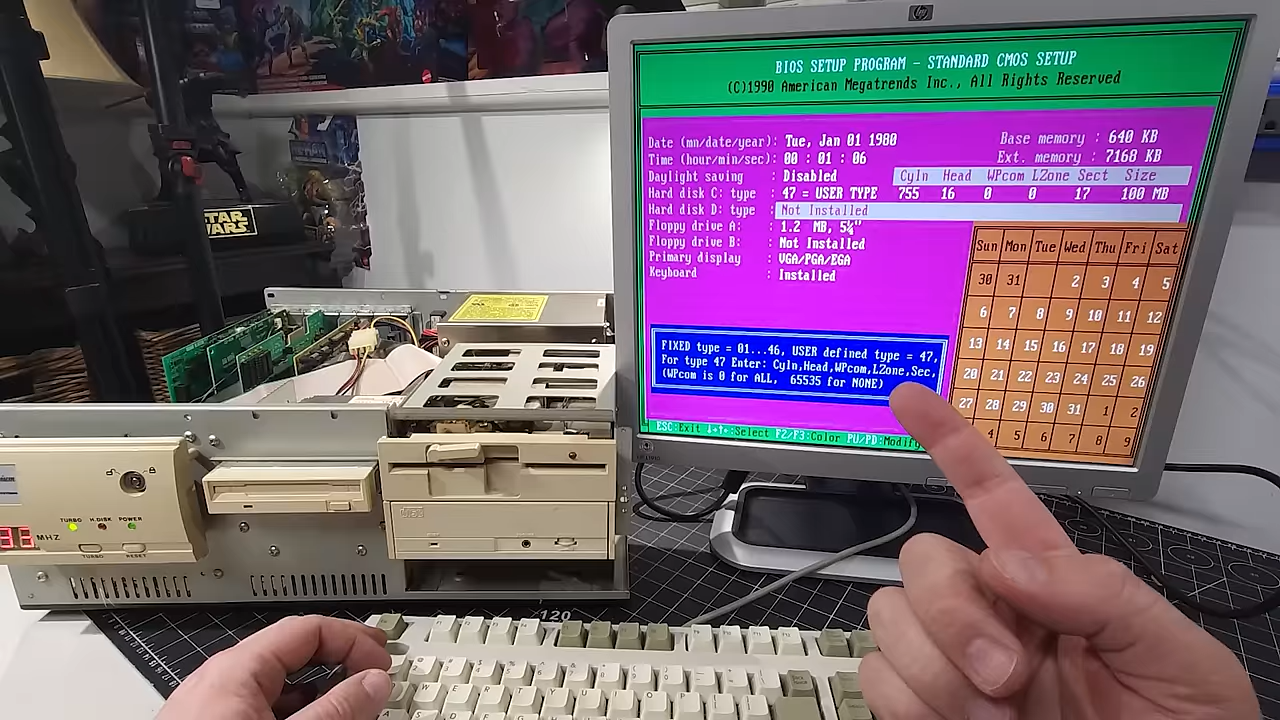 hp
BIOS SETUP PROGRAM - STANDARD CMOS SETUP
(C)1990 American Megatrends Inc., All Rights Reserved
Date (mn/date/year): Tue, Jan 01 1980
Base memory : 640 KB
Time (hour/min/sec): 00 : 01 : 06
Ext. memory : 7168 KB
Daylight saving : Disabled
Cyln Head WPcom LZone Sect Size
Hard disk C: type : 47 = USER TYPE 755 16 0 0 17 100 MB
Hard disk D: type : Not Installed
Floppy drive A: : 1.2 MB, 5¼"
Floppy drive B: : Not Installed
Primary display : VGA/PGA/EGA
Keyboard : Installed
Sun Mon Tue Wed Thu Fri Sat
30 31 2 3 4 5
6 7 8 9 10 11 12
13 14 15 16 17 18 19
20 21 22 23 24 25 26
27 28 29 30 31 1 2
4 5 6 7 8 9
FIXED type = 01...46, USER defined type = 47,
For type 47 Enter: Cyln,Head,WPcom,LZone,Sec,
(WPcom is 0 for ALL, 65535 for NONE)
ESC:Exit ↓→↑←:Select F2/F3:Color PU/PD:Modify
STAR
WARS
33 MHZ
TURBO H.DISK POWER
TURBO RESET
120
W E R T Y U O P